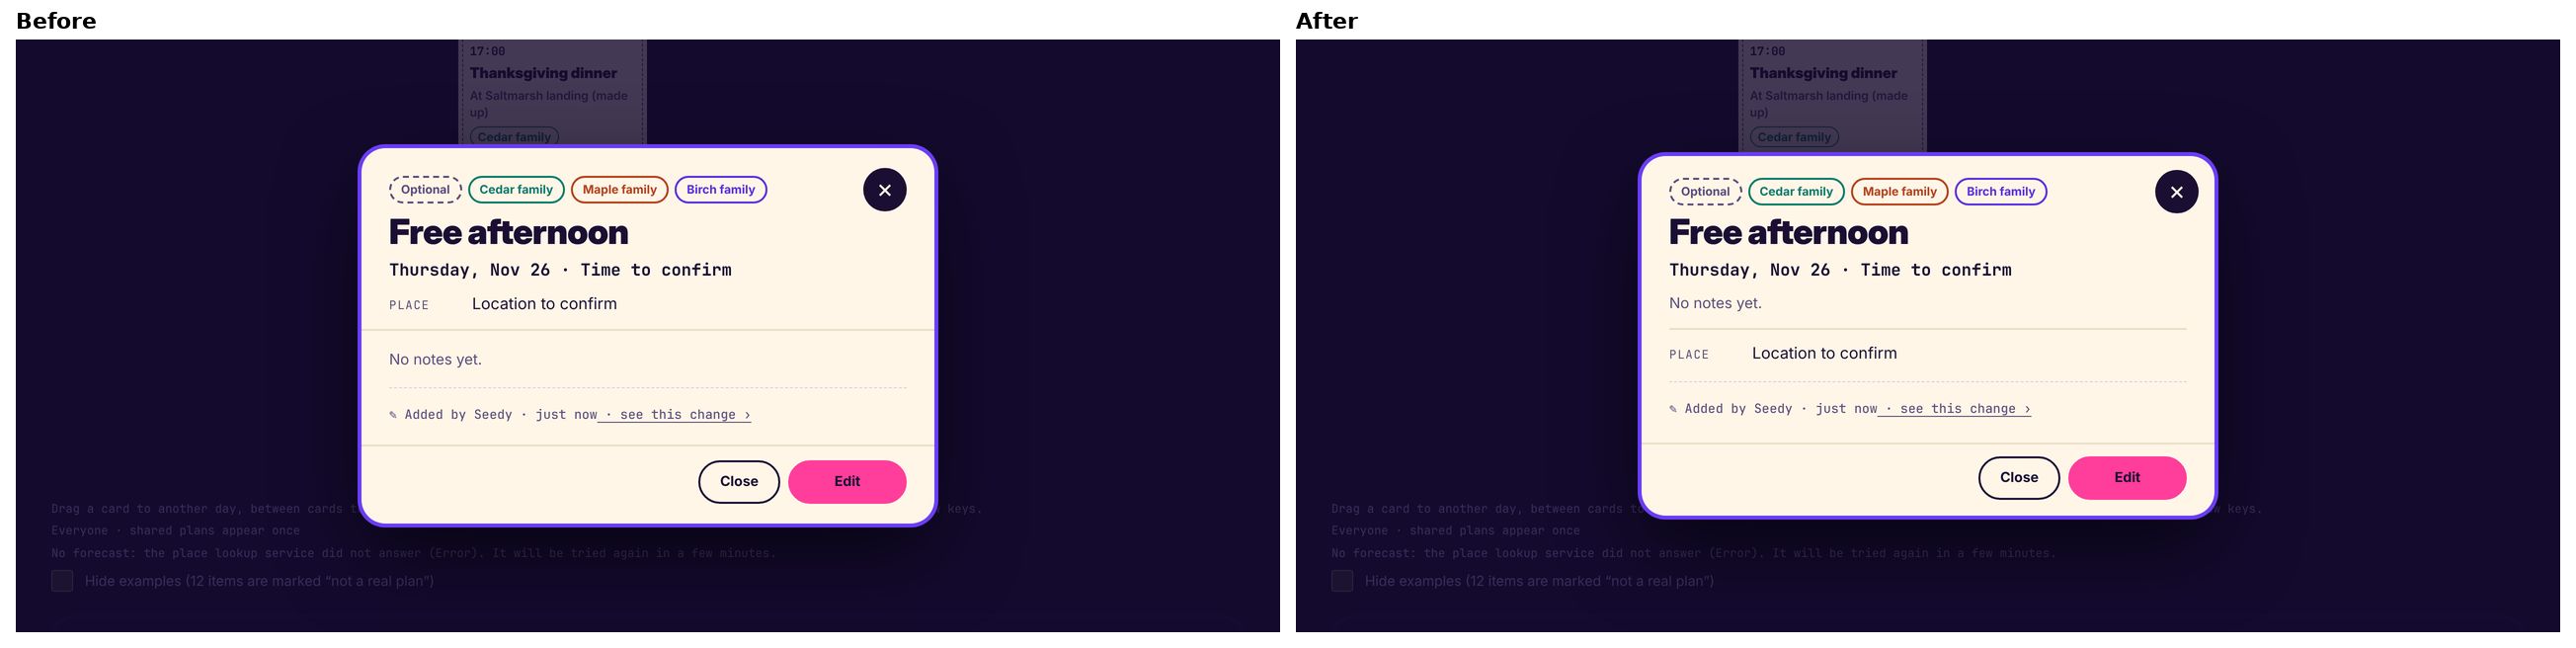 Before
17:00
Thanksgiving dinner
At Saltmarsh landing (made
up)
Cedar family
Optional Cedar family Maple family Birch family ×
Free afternoon
Thursday, Nov 26 · Time to confirm
PLACE Location to confirm
No notes yet.
✎ Added by Seedy · just now · see this change ›
Close Edit
Drag a card to another day, between cards t keys.
Everyone · shared plans appear once
No forecast: the place lookup service did not answer (Error). It will be tried again in a few minutes.
Hide examples (12 items are marked “not a real plan”)
After
17:00
Thanksgiving dinner
At Saltmarsh landing (made
up)
Cedar family
Optional Cedar family Maple family Birch family ×
Free afternoon
Thursday, Nov 26 · Time to confirm
No notes yet.
PLACE Location to confirm
✎ Added by Seedy · just now · see this change ›
Close Edit
Drag a card to another day, between cards to w keys.
Everyone · shared plans appear once
No forecast: the place lookup service did not answer (Error). It will be tried again in a few minutes.
Hide examples (12 items are marked “not a real plan”)